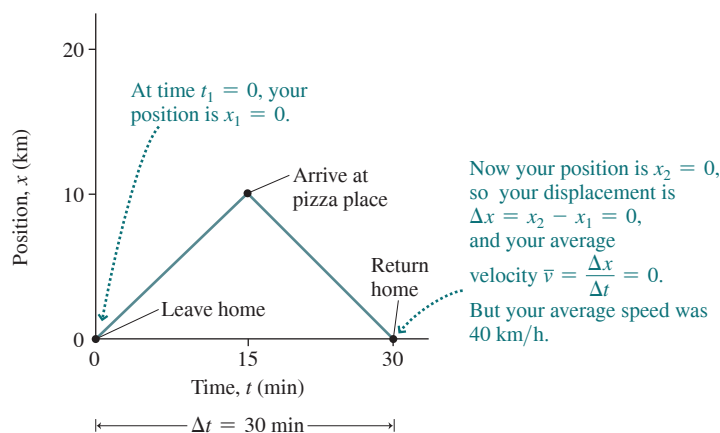 20
At time t₁ = 0, your
position is x₁ = 0.
Position, x (km)
Arrive at
pizza place
10
Now your position is x₂ = 0,
so your displacement is
Δx = x₂ − x₁ = 0,
and your average
velocity v̄ = Δx/Δt = 0.
But your average speed was
40 km/h.
Return
home
Leave home
0
0
15
30
Time, t (min)
Δt = 30 min